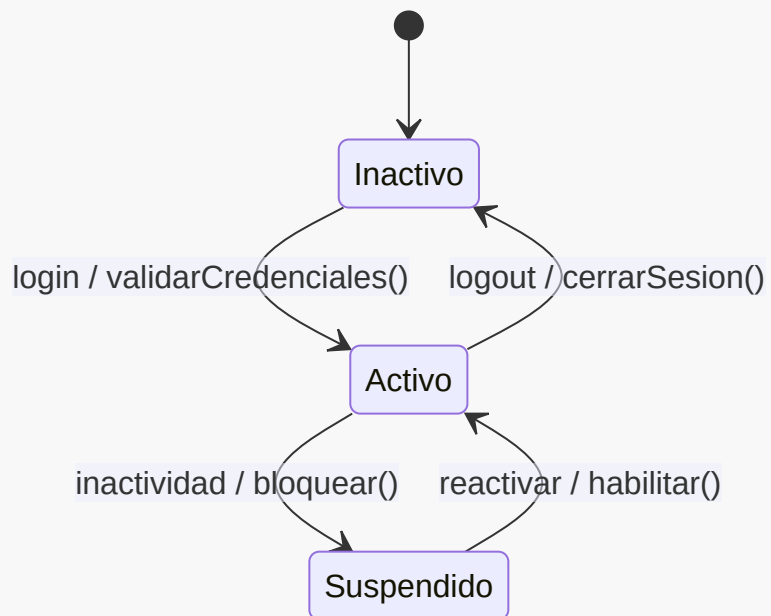 Inactivo
login / validarCredenciales()
logout / cerrarSesion()
Activo
inactividad / bloquear()
reactivar / habilitar()
Suspendido